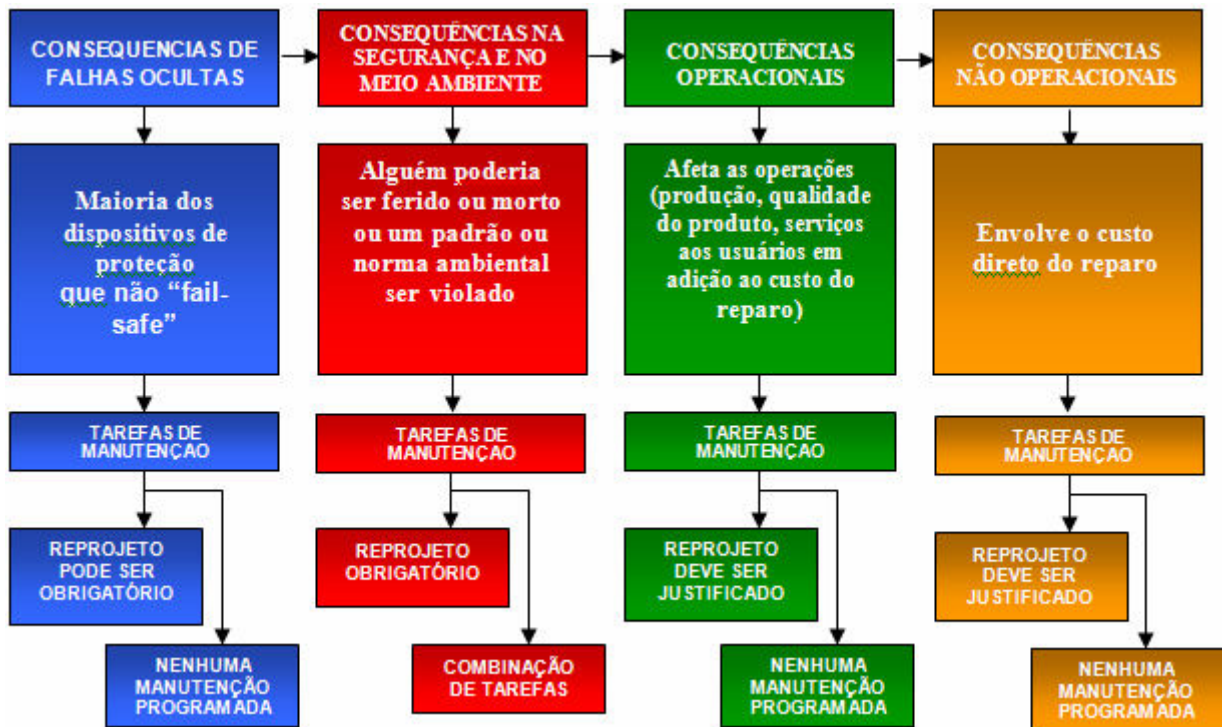 CONSEQUENCIAS DE
FALHAS OCULTAS
CONSEQUÊNCIAS NA
SEGURANÇA E NO
MEIO AMBIENTE
CONSEQUÊNCIAS
OPERACIONAIS
CONSEQUÊNCIAS
NÃO OPERACIONAIS
Maioria dos
dispositivos de
proteção
que não “fail-
safe”
Alguém poderia
ser ferido ou morto
ou um padrão ou
norma ambiental
ser violado
Afeta as operações
(produção, qualidade
do produto, serviços
aos usuários em
adição ao custo do
reparo)
Envolve o custo
direto do reparo
TAREFAS DE
MANUTENÇÃO
TAREFAS DE
MANUTENÇÃO
TAREFAS DE
MANUTENÇÃO
TAREFAS DE
MANUTENÇÃO
REPROJETO
PODE SER
OBRIGATÓRIO
REPROJETO
OBRIGATÓRIO
REPROJETO
DEVE SER
JUSTIFICADO
REPROJETO
DEVE SER
JUSTIFICADO
NENHUMA
MANUTENÇÃO
PROGRAMADA
COMBINAÇÃO
DE TAREFAS
NENHUMA
MANUTENÇÃO
PROGRAMADA
NENHUMA
MANUTENÇÃO
PROGRAMADA